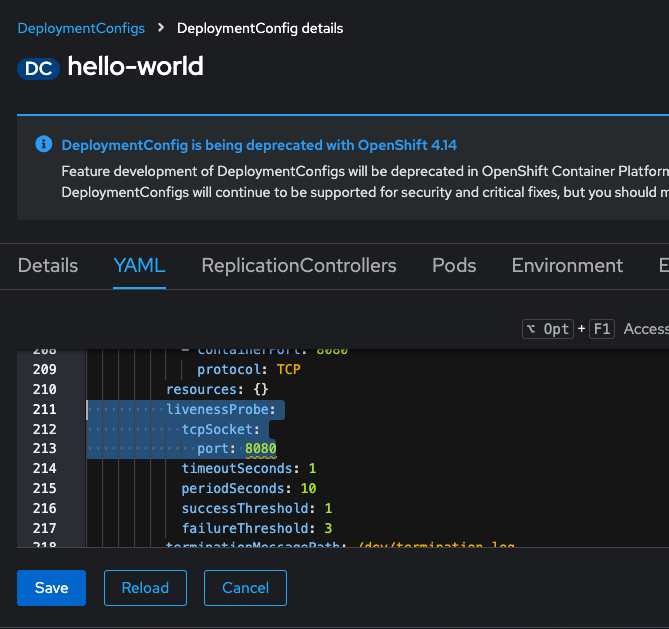 DeploymentConfigs > DeploymentConfig details
DC hello-world
DeploymentConfig is being deprecated with OpenShift 4.14
Feature development of DeploymentConfigs will be deprecated in OpenShift Container Platform
DeploymentConfigs will continue to be supported for security and critical fixes, but you should
Details YAML ReplicationControllers Pods Environment
⌥ Opt + F1 Access
208 - containerPort: 8080
209 protocol: TCP
210 resources: {}
211 livenessProbe:
212 tcpSocket:
213 port: 8080
214 timeoutSeconds: 1
215 periodSeconds: 10
216 successThreshold: 1
217 failureThreshold: 3
218 terminationMessagePath: /dev/termination-log
Save Reload Cancel